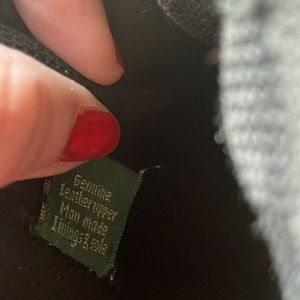 Genuine
Leather upper
Man made
Linings & sole